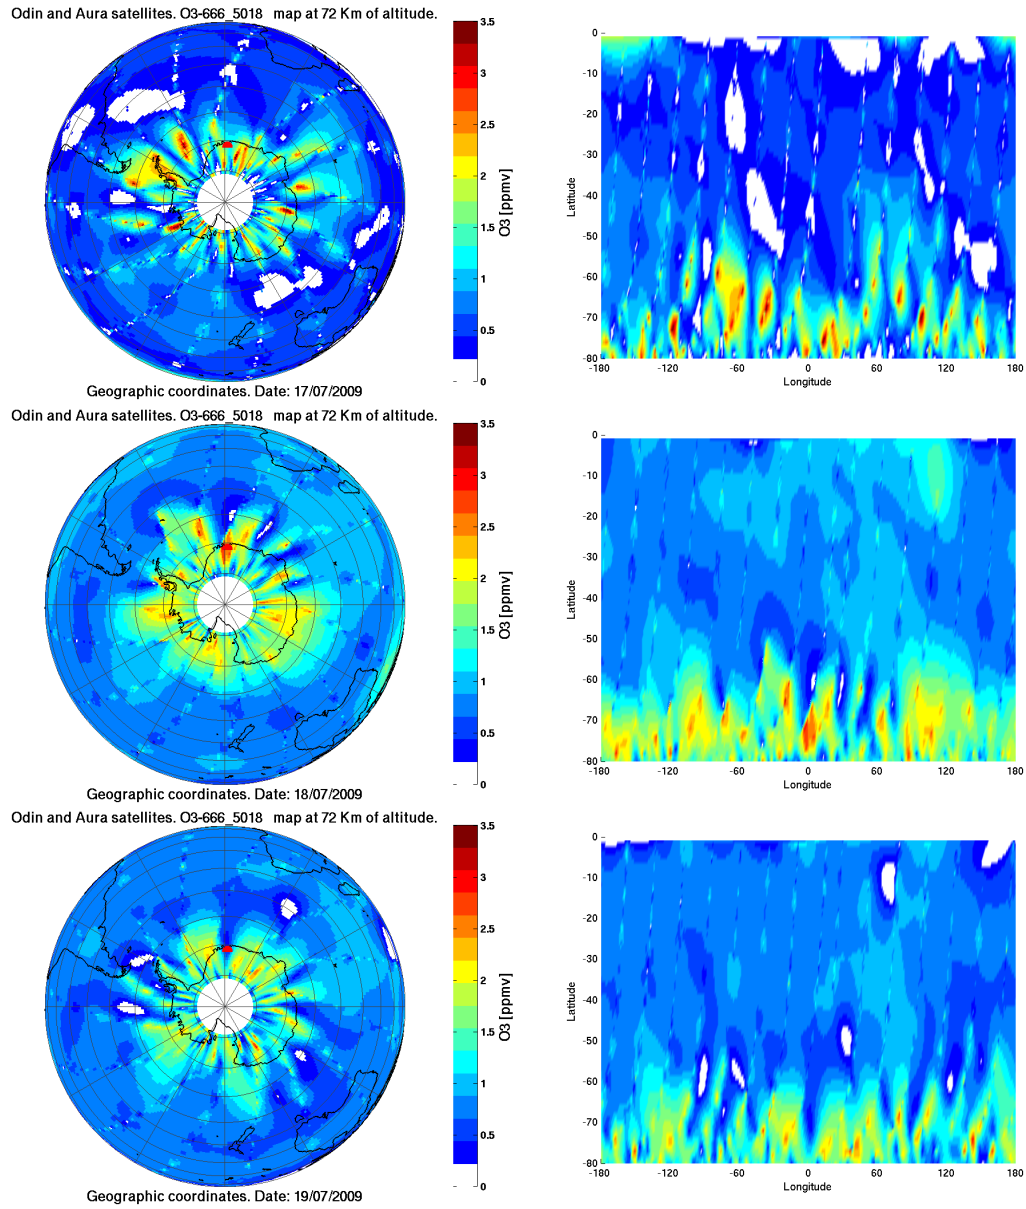 Odin and Aura satellites. O3-666_5018 map at 72 Km of altitude.
3.5
3
2.5
2
1.5
1
0.5
0
O3 [ppmv]
Geographic coordinates. Date: 17/07/2009
0
-10
-20
-30
-40
-50
-60
-70
-80
Latitude
-180 -120 -60 0 60 120 180
Longitude
Odin and Aura satellites. O3-666_5018 map at 72 Km of altitude.
3.5
3
2.5
2
1.5
1
0.5
0
O3 [ppmv]
Geographic coordinates. Date: 18/07/2009
0
-10
-20
-30
-40
-50
-60
-70
-80
Latitude
-180 -120 -60 0 60 120 180
Longitude
Odin and Aura satellites. O3-666_5018 map at 72 Km of altitude.
3.5
3
2.5
2
1.5
1
0.5
0
O3 [ppmv]
Geographic coordinates. Date: 19/07/2009
0
-10
-20
-30
-40
-50
-60
-70
-80
Latitude
-180 -120 -60 0 60 120 180
Longitude